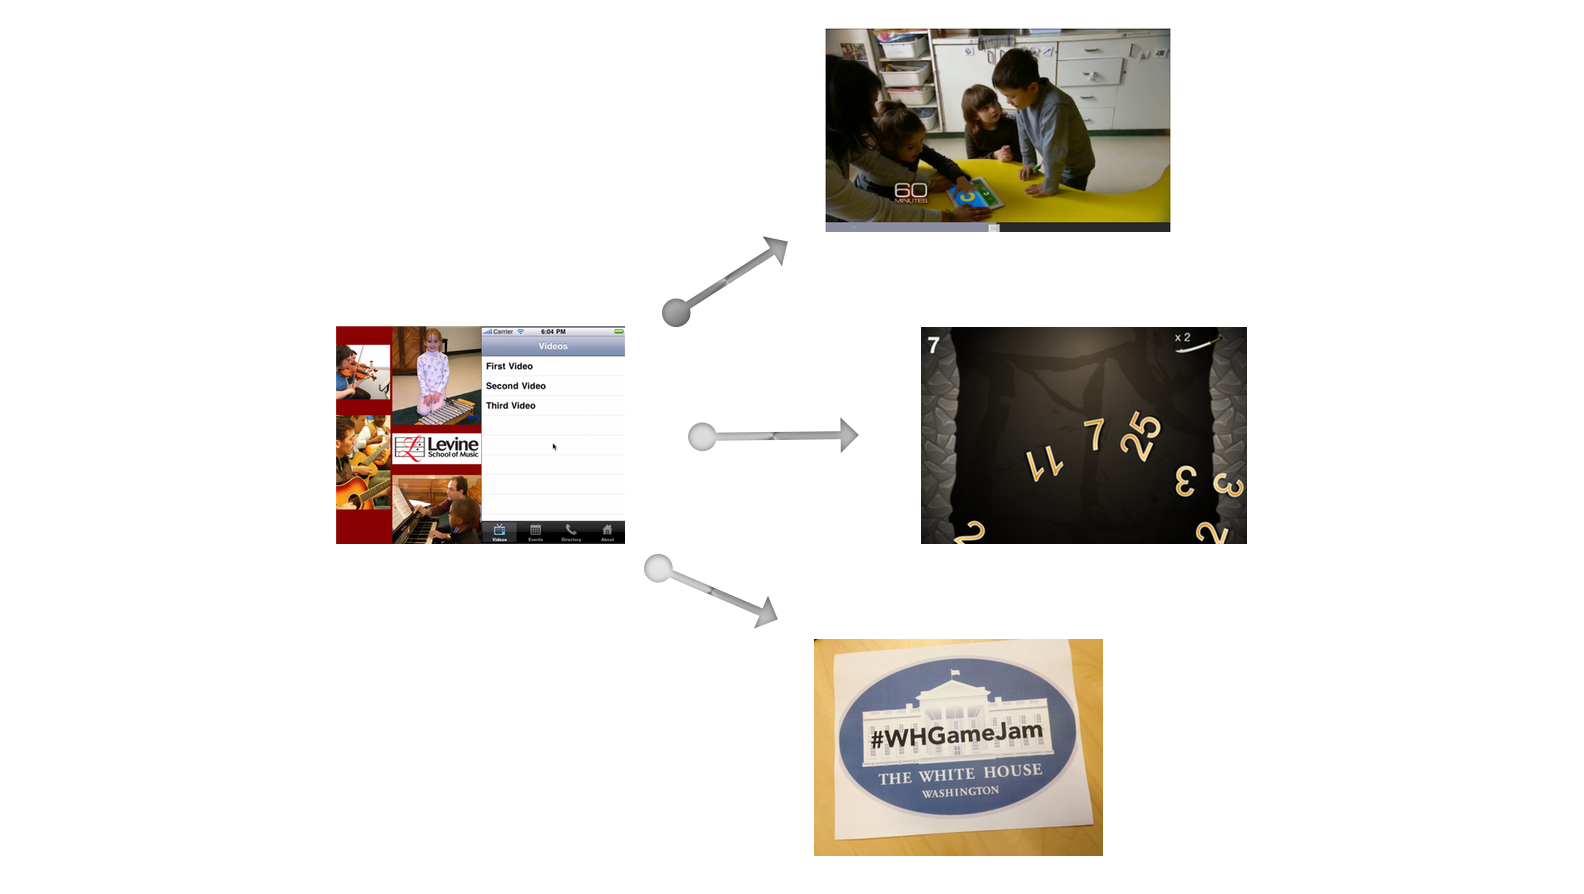 60
MINUTES
Carrier
6:04 PM
Videos
First Video
Second Video
Third Video
Levine
School of Music
Videos
Events
Directory
About
7
x 2
7
25
11
3
3
2
2
#WHGameJam
THE WHITE HOUSE
WASHINGTON